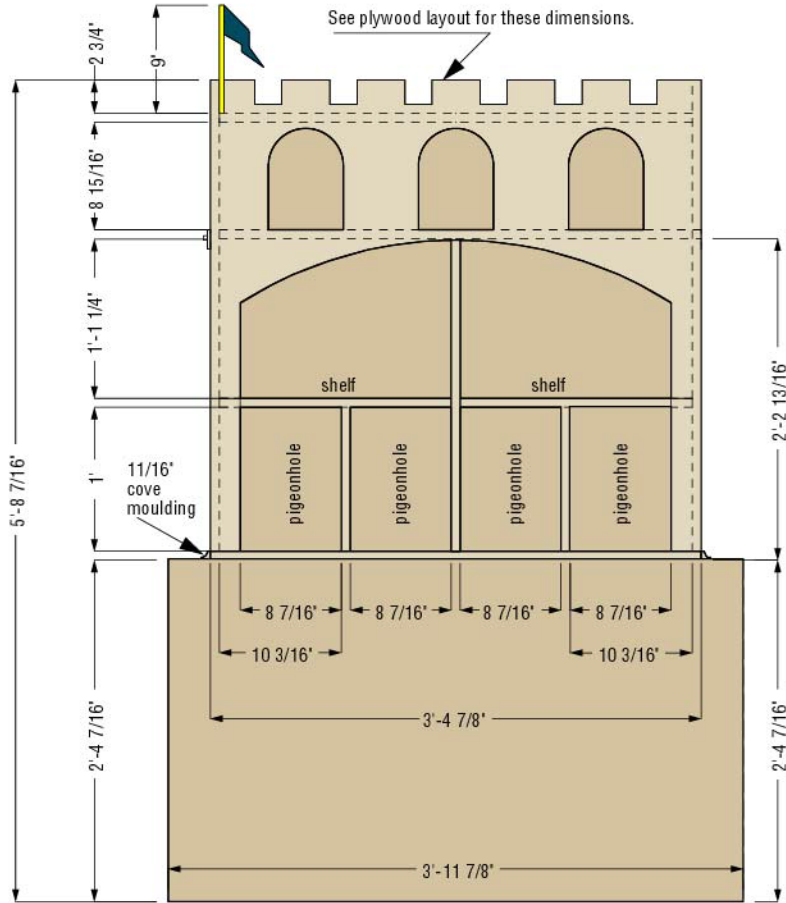 See plywood layout for these dimensions.
2 3/4"
9"
8 15/16"
1'-1 1/4"
1'
5'-8 7/16"
2'-2 13/16"
shelf
shelf
pigeonhole
pigeonhole
pigeonhole
pigeonhole
11/16"
cove
moulding
8 7/16"
8 7/16"
8 7/16"
8 7/16"
10 3/16"
10 3/16"
3'-4 7/8"
2'-4 7/16"
2'-4 7/16"
3'-11 7/8"